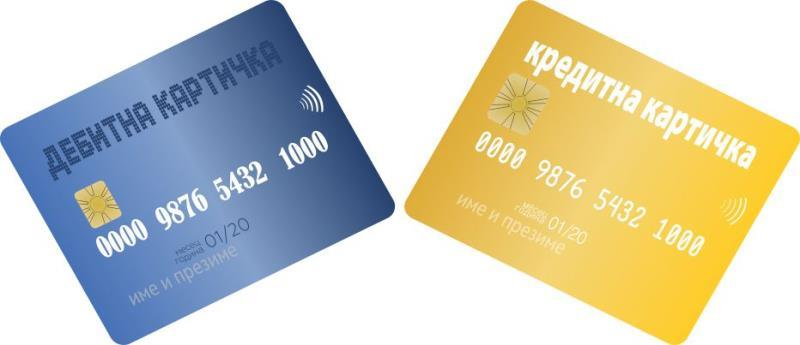 ДЕБИТНА КАРТИЧКА
0000 9876 5432 1000
месец
година 01/20
име и презиме
кредитна картичка
0000 9876 5432 1000
месец
година 01/20
име и презиме